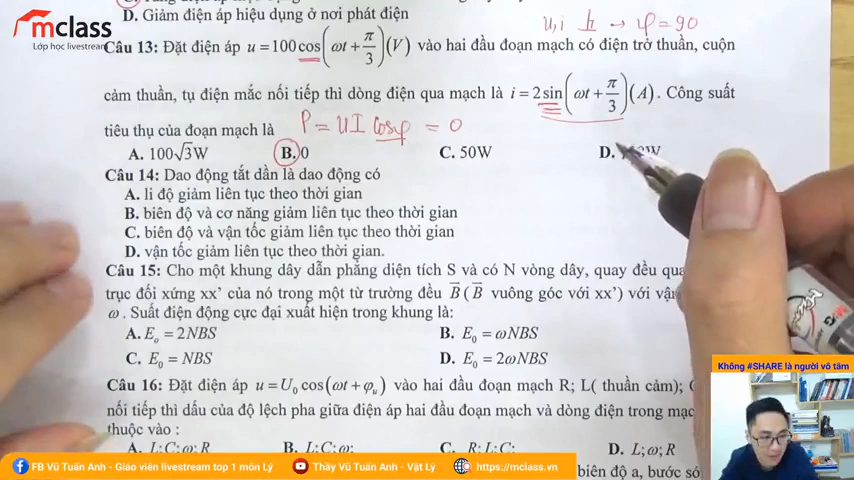 mclass
Lớp học livestream
D. Giảm điện áp hiệu dụng ở nơi phát điện
u,i ⊥ → φ = 90
Câu 13: Đặt điện áp u = 100cos(ωt + π/3)(V) vào hai đầu đoạn mạch có điện trở thuần, cuộn
cảm thuần, tụ điện mắc nối tiếp thì dòng điện qua mạch là i = 2sin(ωt + π/3)(A). Công suất
tiêu thụ của đoạn mạch là P = UI cosφ = 0
A. 100√3W B. 0 C. 50W D.
Câu 14: Dao động tắt dần là dao động có
A. li độ giảm liên tục theo thời gian
B. biên độ và cơ năng giảm liên tục theo thời gian
C. biên độ và vận tốc giảm liên tục theo thời gian
D. vận tốc giảm liên tục theo thời gian.
Câu 15: Cho một khung dây dẫn phẳng diện tích S và có N vòng dây, quay đều
trục đối xứng xx' của nó trong một từ trường đều B⃗ (B⃗ vuông góc với xx') với
ω. Suất điện động cực đại xuất hiện trong khung là:
A. Eₒ = 2NBS B. E₀ = ωNBS
C. E₀ = NBS D. E₀ = 2ωNBS
Câu 16: Đặt điện áp u = U₀ cos(ωt + φᵤ) vào hai đầu đoạn mạch R; L( thuần cảm);
nối tiếp thì dấu của độ lệch pha giữa điện áp hai đầu đoạn mạch và dòng điện trong mạc
thuộc vào :
A. L;C;ω;R B. L;C;ω; C. R;L;C; D. L;ω;R
biên độ a, bước só
Không #SHARE là người vô tâm
FB Vũ Tuấn Anh - Giáo viên livestream top 1 môn Lý Thầy Vũ Tuấn Anh - Vật Lý https://mclass.vn